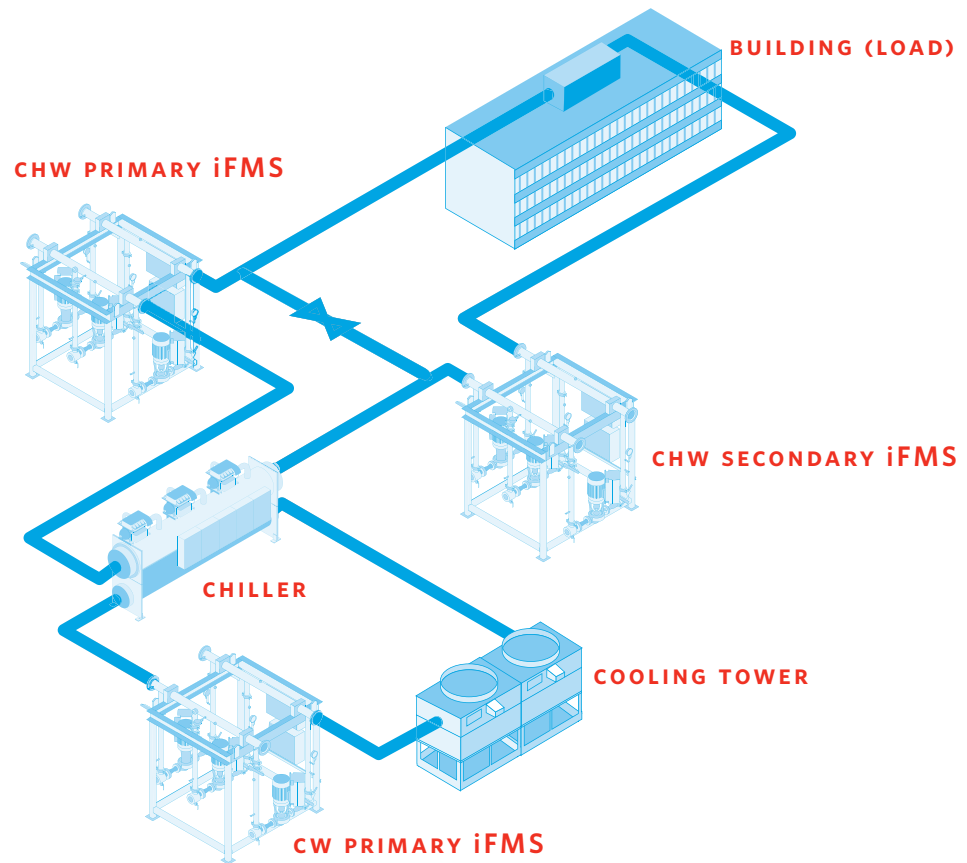 BUILDING (LOAD)
CHW PRIMARY iFMS
CHW SECONDARY iFMS
CHILLER
COOLING TOWER
CW PRIMARY iFMS